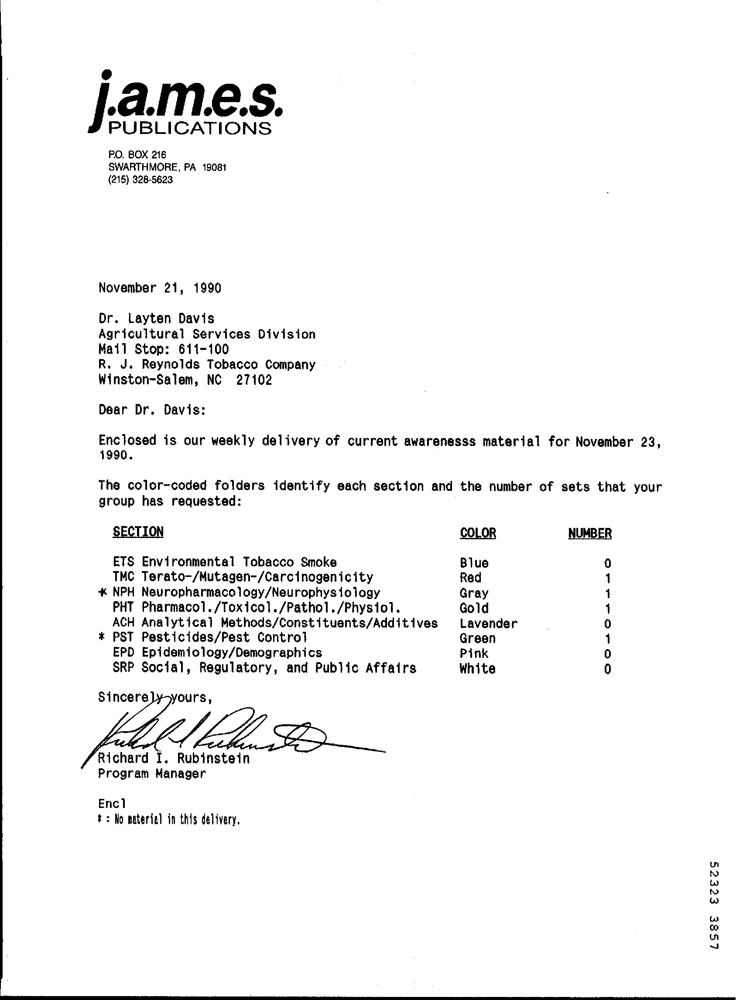 j.a.m.e.s.
PUBLICATIONS
P.O. BOX 216
SWARTHMORE, PA 19081
(215) 328-5623
November 21, 1990
Dr. Layten Davis
Agricultural Services Division
Mail Stop: 611-100
R. J. Reynolds Tobacco Company
Winston-Salem, NC 27102
Dear Dr. Davis:
Enclosed is our weekly delivery of current awarenesss material for November 23,
1990.
The color-coded folders identify each section and the number of sets that your
group has requested:
SECTION COLOR NUMBER
ETS Environmental Tobacco Smoke Blue 0
TMC Terato-/Mutagen-/Carcinogenicity Red 1
* NPH Neuropharmacology/Neurophysiology Gray 1
PHT Pharmacol./Toxicol./Pathol./Physiol. Gold 1
ACH Analytical Methods/Constituents/Additives Lavender 0
* PST Pesticides/Pest Control Green 1
EPD Epidemiology/Demographics Pink 0
SRP Social, Regulatory, and Public Affairs White 0
Sincerely yours,
Richard I. Rubinstein
Program Manager
Encl
* : No material in this delivery.
52323 3857